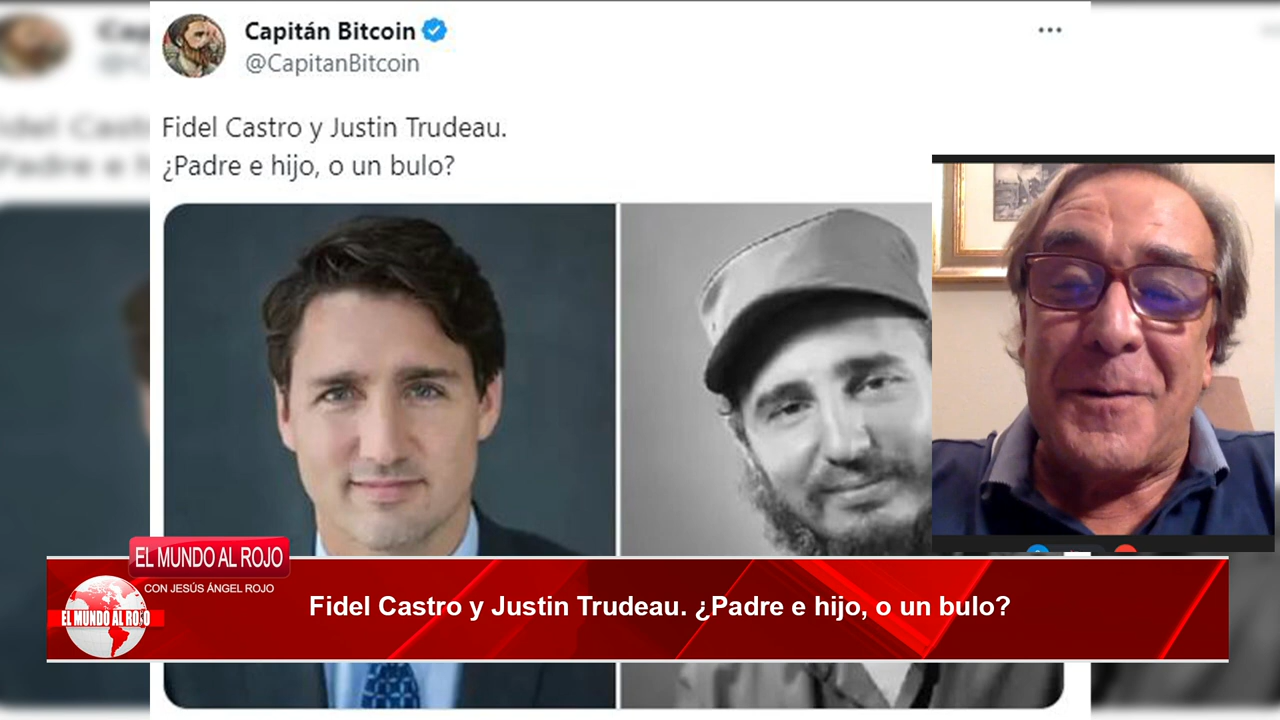 Capitán Bitcoin
@CapitanBitcoin
Fidel Castro y Justin Trudeau.
¿Padre e hijo, o un bulo?
EL MUNDO AL ROJO
CON JESÚS ÁNGEL ROJO
EL MUNDO AL ROJO
Fidel Castro y Justin Trudeau. ¿Padre e hijo, o un bulo?